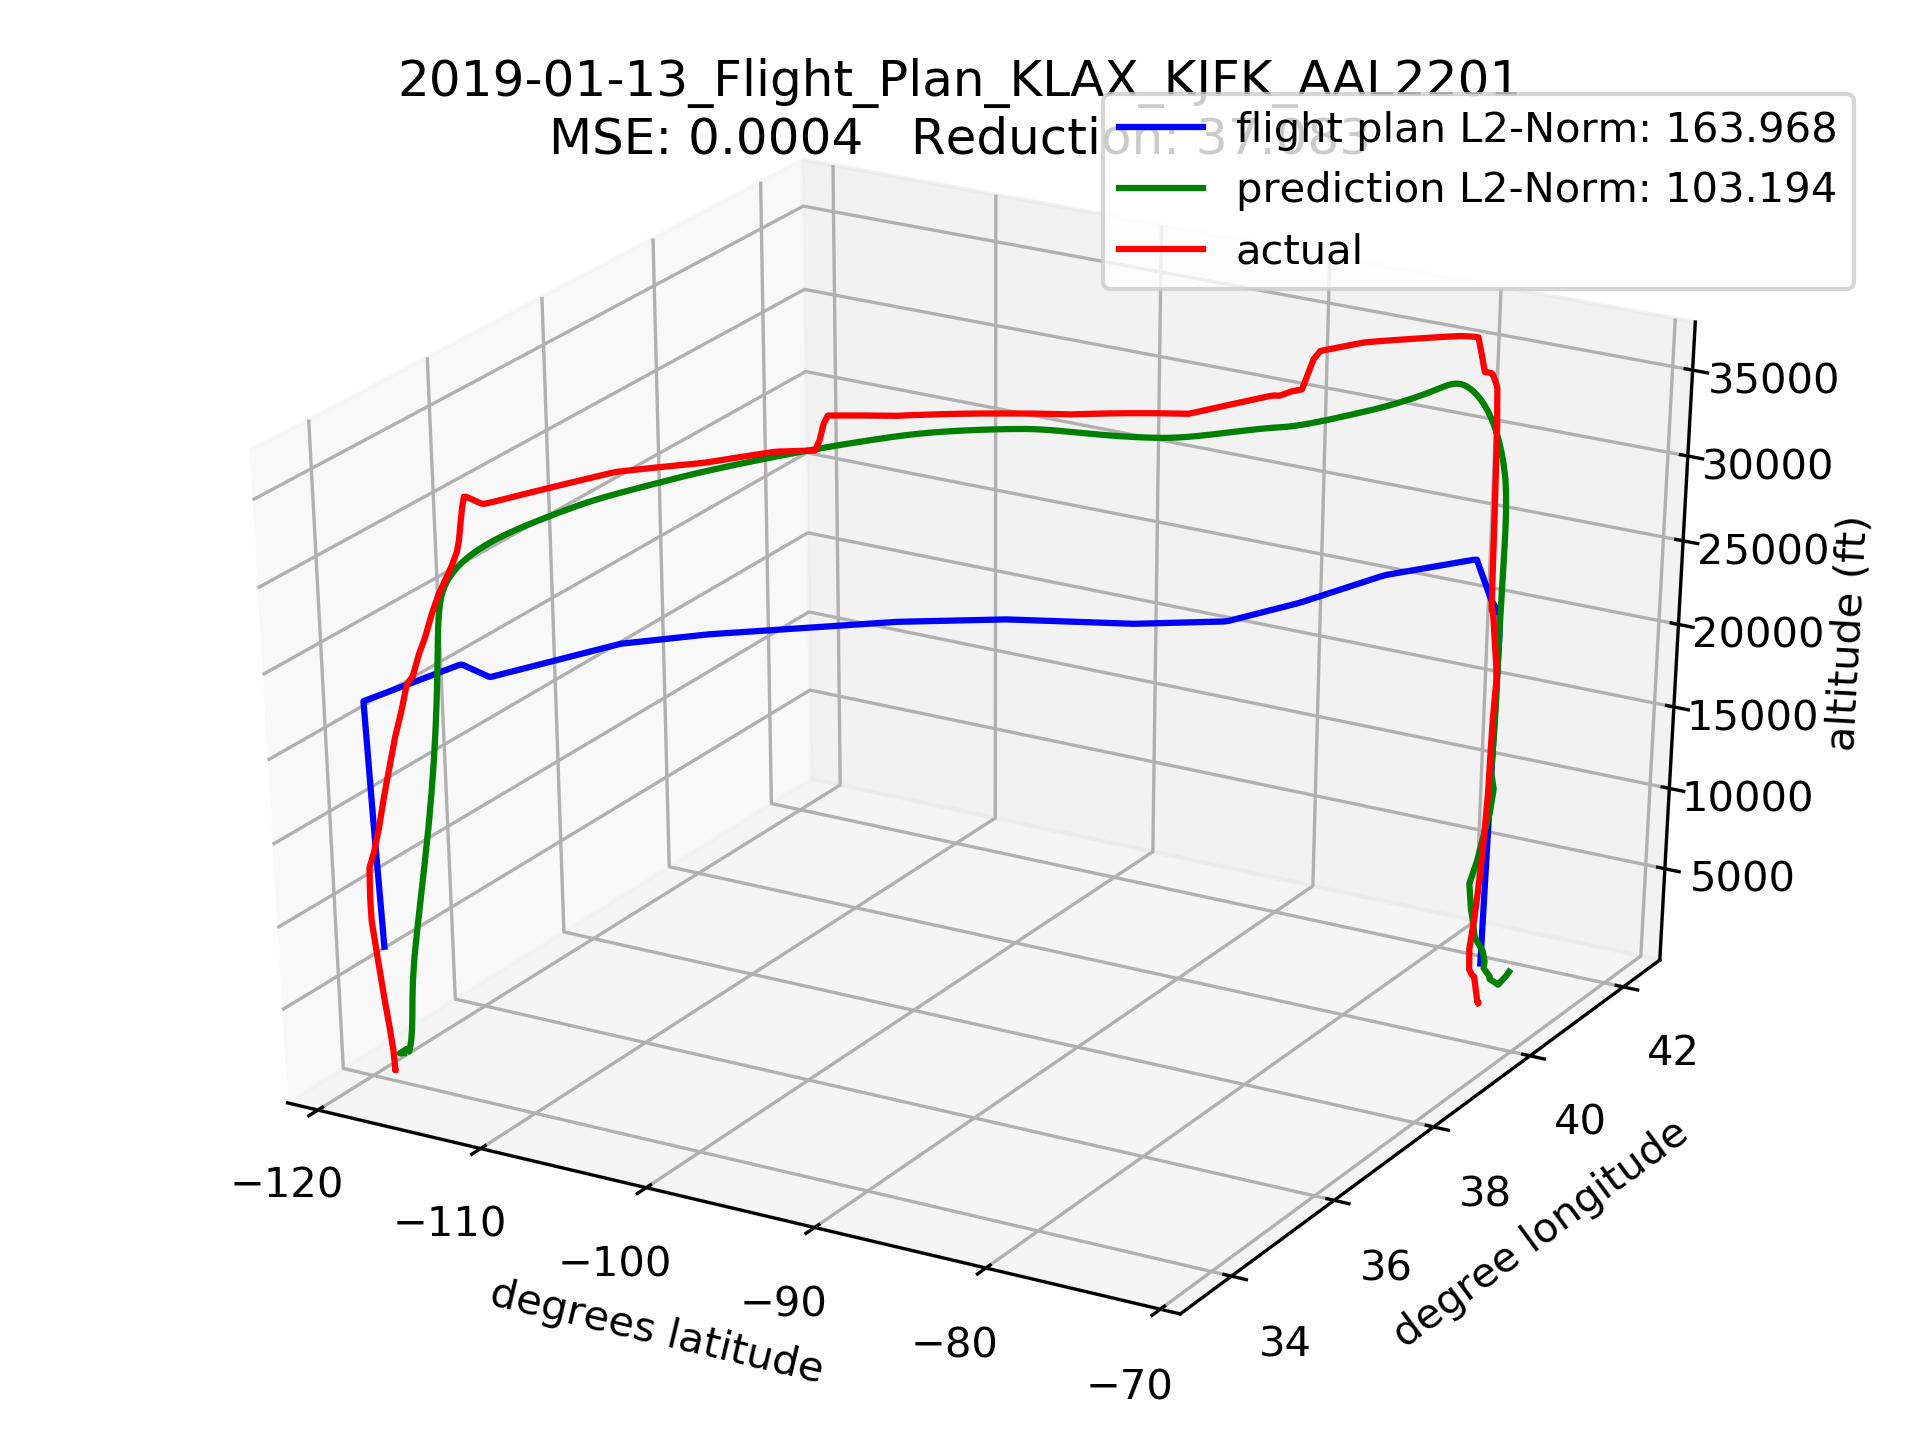 2019-01-13_Flight_Plan_KLAX_KJFK_AAL2201
MSE: 0.0004   Reduction: 37.083
flight plan L2-Norm: 163.968
prediction L2-Norm: 103.194
actual
35000
30000
25000
20000
15000
10000
5000
altitude (ft)
42
40
38
36
34
degree longitude
−120
−110
−100
−90
−80
−70
degrees latitude